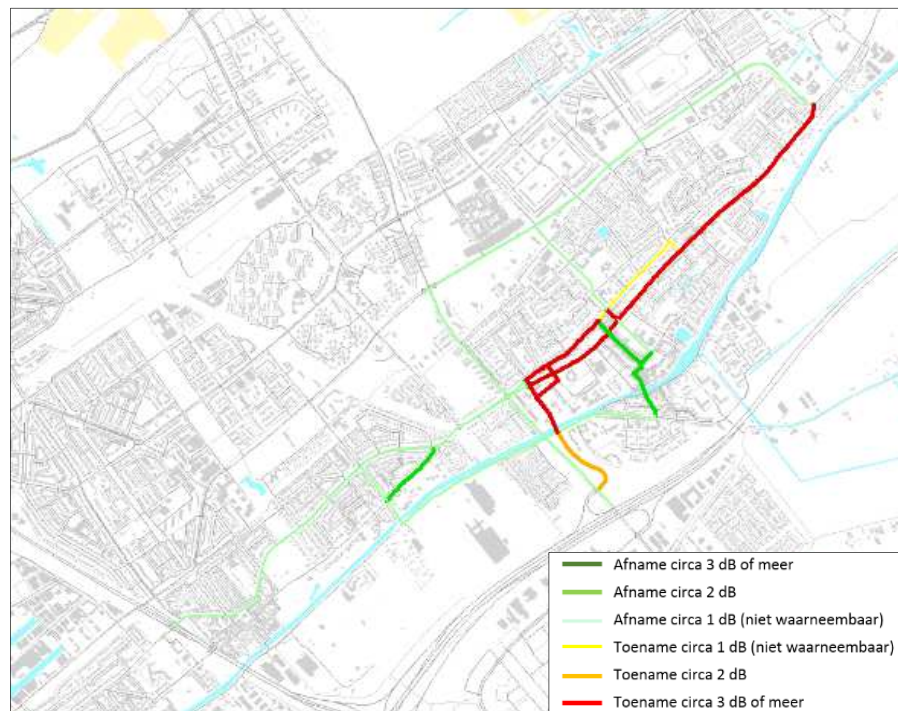 Afname circa 3 dB of meer
Afname circa 2 dB
Afname circa 1 dB (niet waarneembaar)
Toename circa 1 dB (niet waarneembaar)
Toename circa 2 dB
Toename circa 3 dB of meer